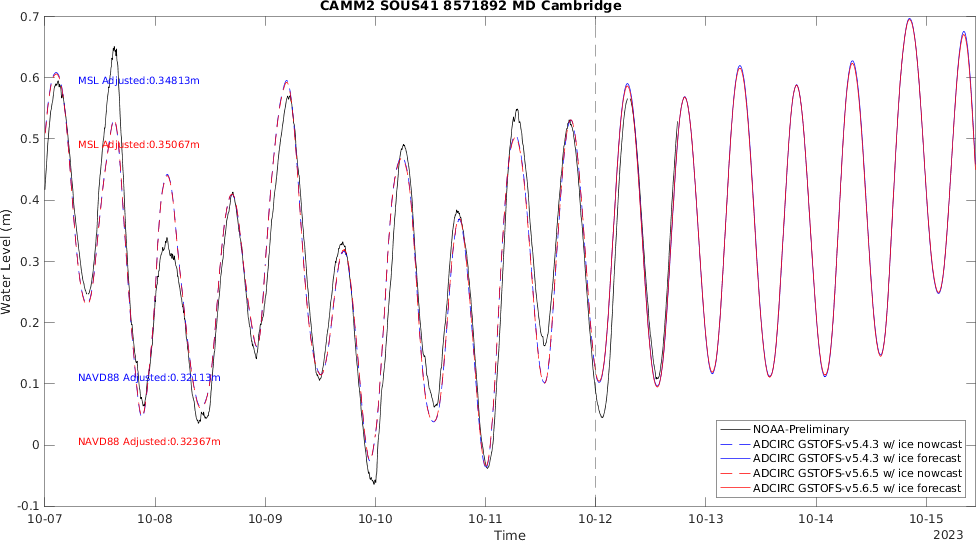 CAMM2 SOUS41 8571892 MD Cambridge
0.7
0.6
0.5
0.4
0.3
0.2
0.1
0
-0.1
Water Level (m)
MSL Adjusted:0.34813m
MSL Adjusted:0.35067m
NAVD88 Adjusted:0.32113m
NAVD88 Adjusted:0.32367m
NOAA-Preliminary
ADCIRC GSTOFS-v5.4.3 w/ ice nowcast
ADCIRC GSTOFS-v5.4.3 w/ ice forecast
ADCIRC GSTOFS-v5.6.5 w/ ice nowcast
ADCIRC GSTOFS-v5.6.5 w/ ice forecast
10-07 10-08 10-09 10-10 10-11 10-12 10-13 10-14 10-15
Time
2023